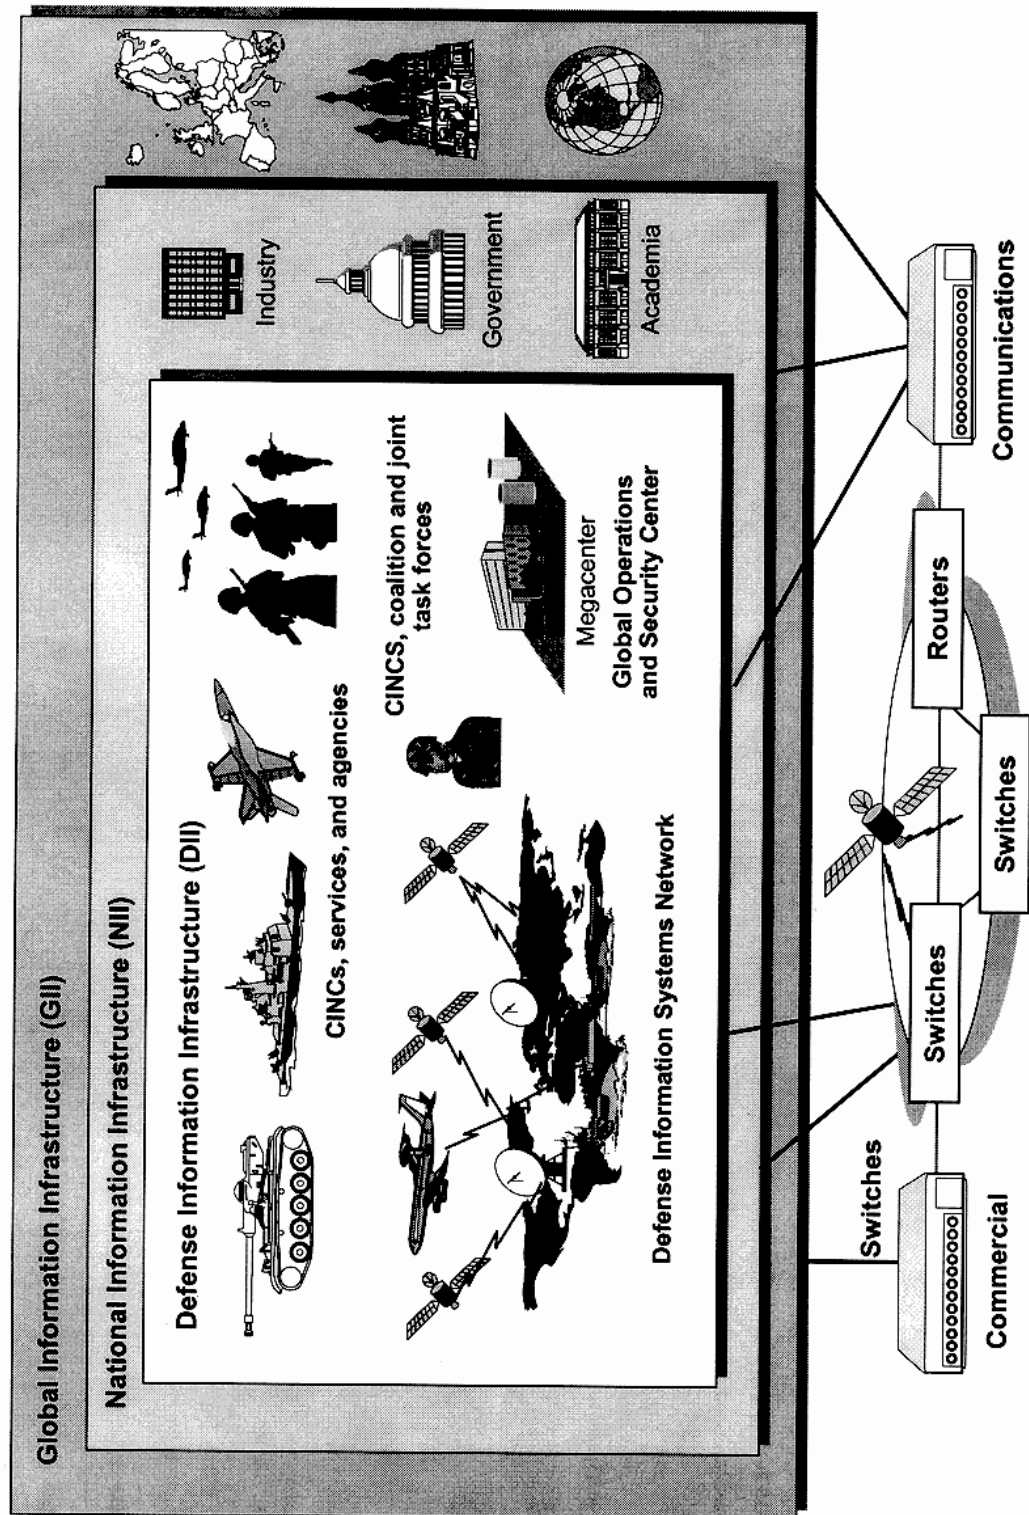 Global Information Infrastructure (GII)
National Information Infrastructure (NII)
Defense Information Infrastructure (DII)
Industry
Government
Academia
CINCs, services, and agencies
CINCS, coalition and joint
task forces
Defense Information Systems Network
Megacenter
Global Operations
and Security Center
Switches
Switches
Switches
Routers
Commercial
Communications